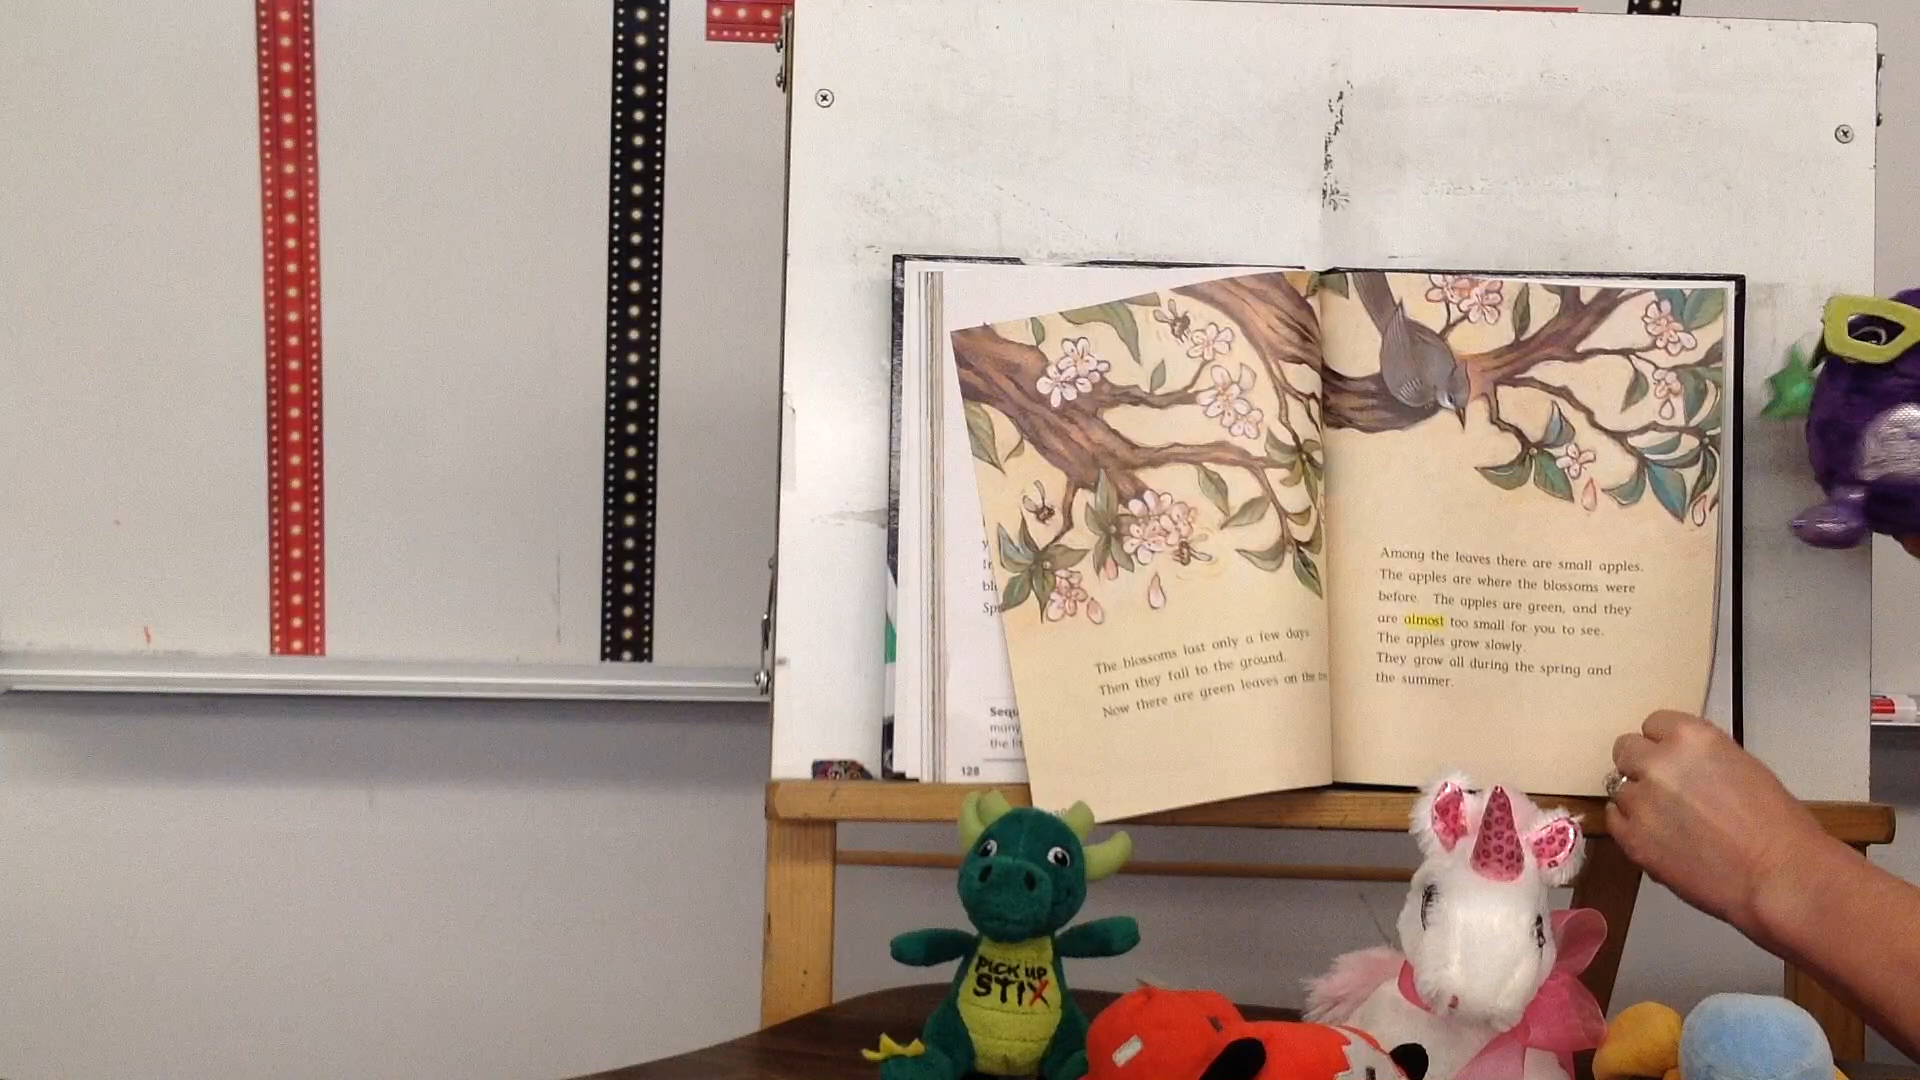 The blossoms last only a few days
Then they fall to the ground.
Now there are green leaves on the
Among the leaves there are small apples.
The apples are where the blossoms were
before. The apples are green, and they
are almost too small for you to see.
The apples grow slowly.
They grow all during the spring and
the summer.
Sequ
many
the
128
PICK UP
STIX